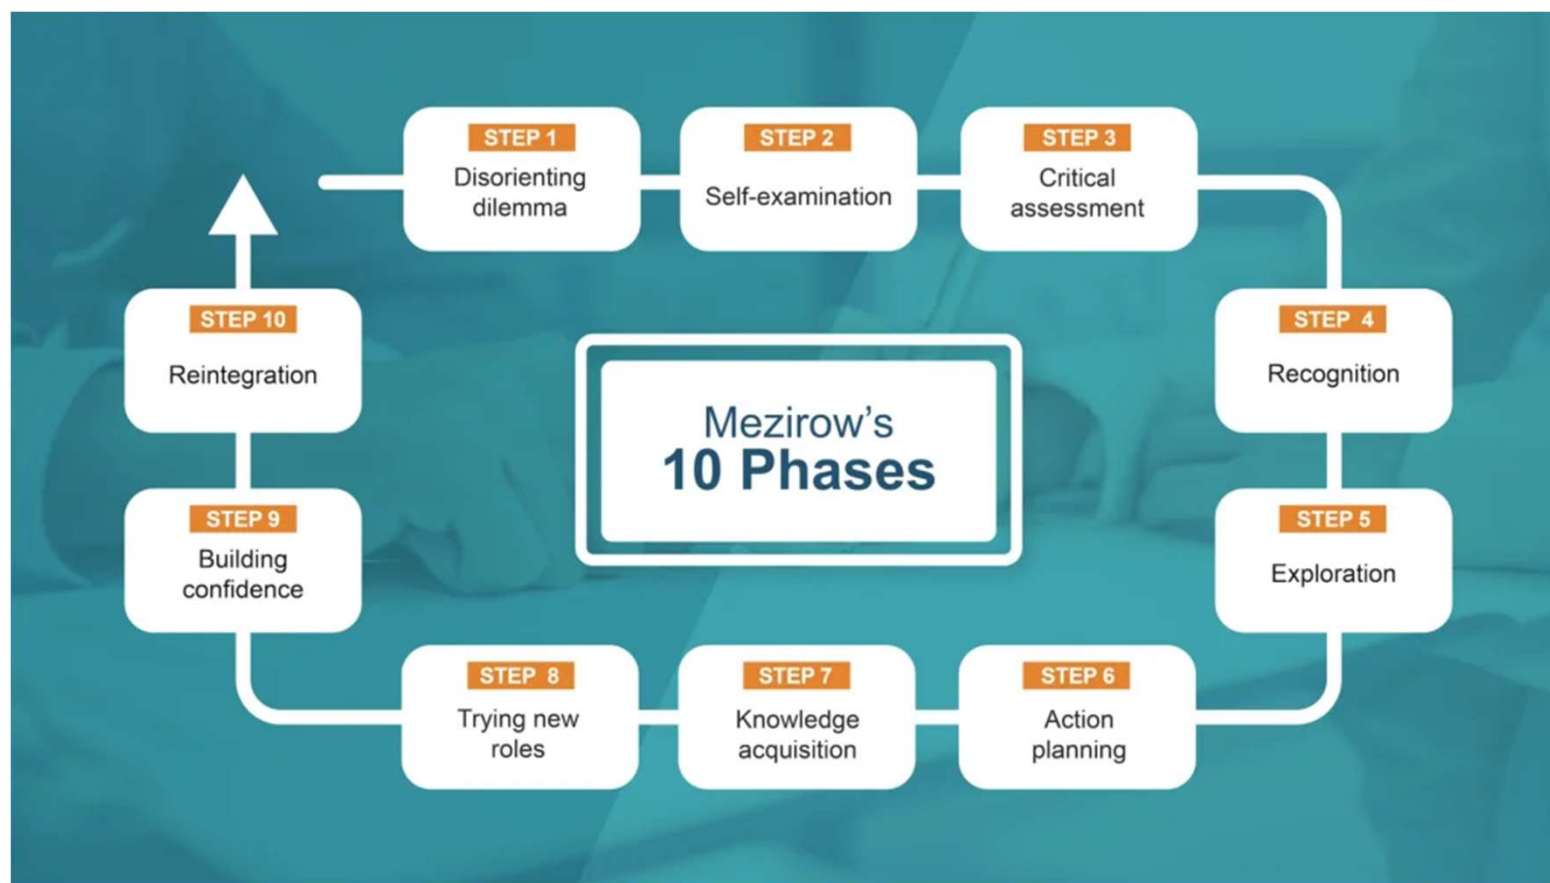 STEP 1
Disorienting
dilemma
STEP 2
Self-examination
STEP 3
Critical
assessment
STEP 4
Recognition
STEP 5
Exploration
STEP 6
Action
planning
STEP 7
Knowledge
acquisition
STEP 8
Trying new
roles
STEP 9
Building
confidence
STEP 10
Reintegration
Mezirow's
10 Phases